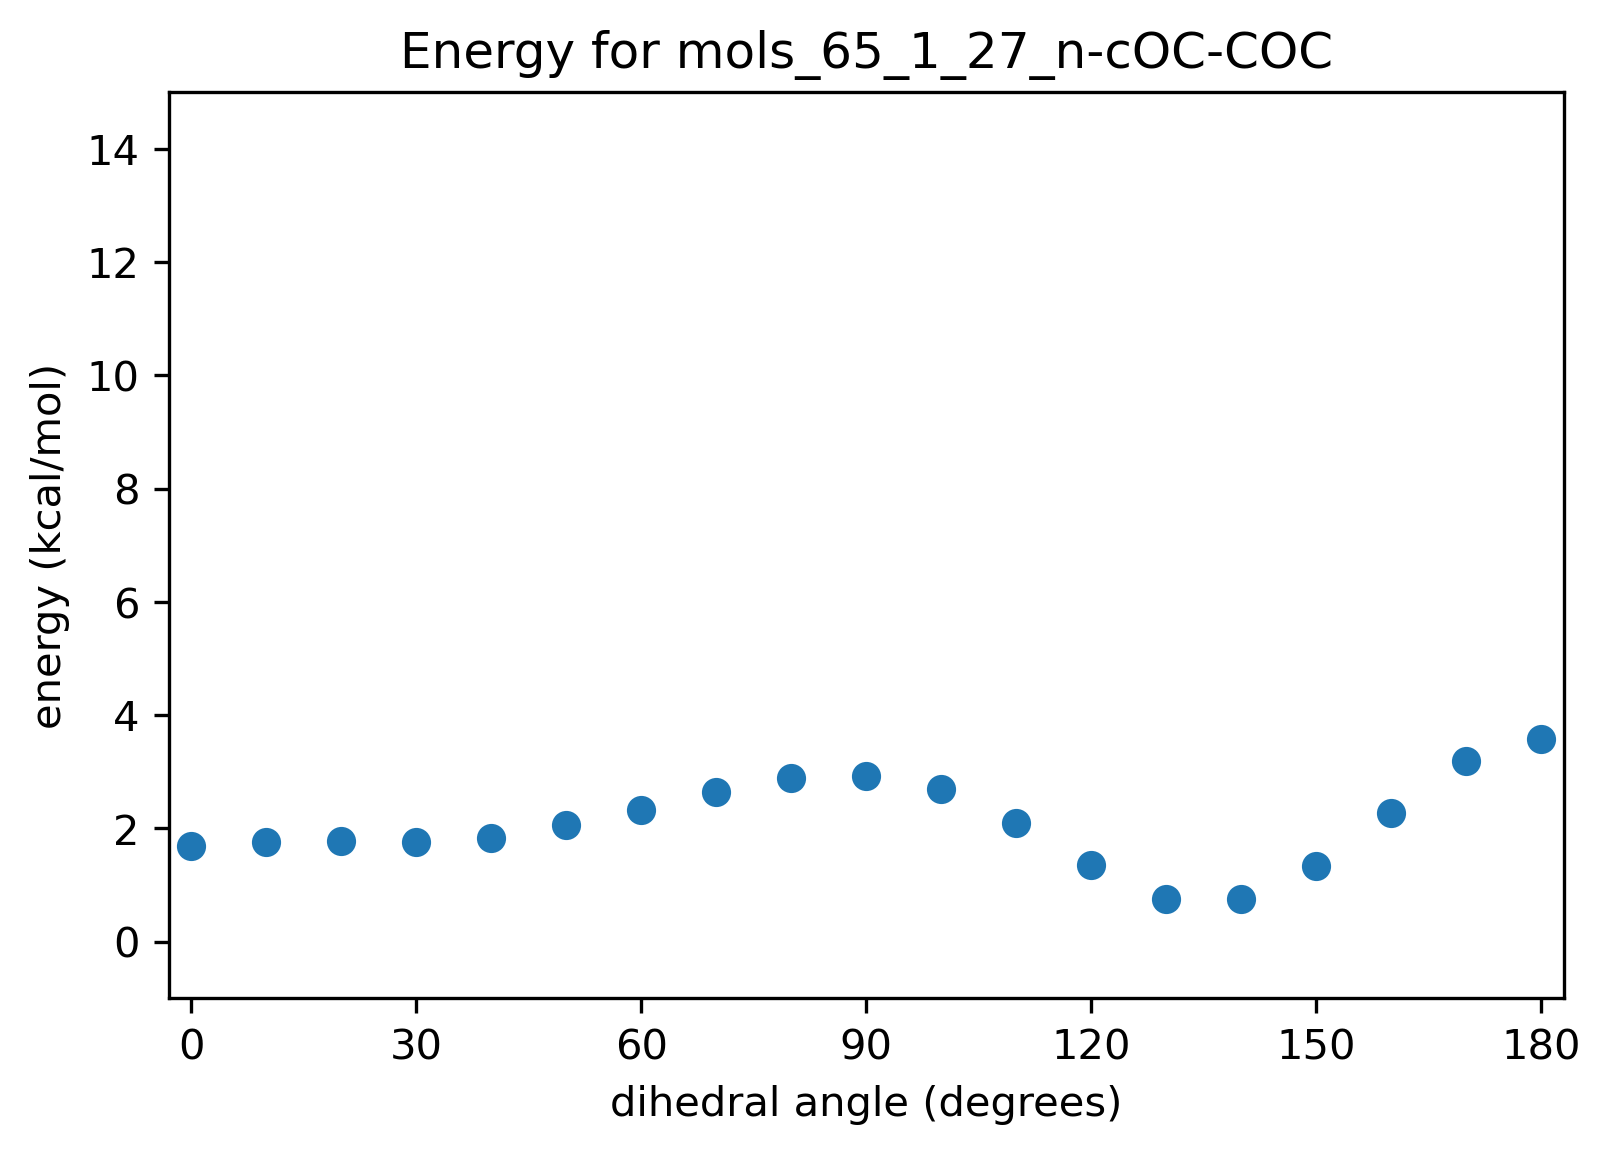 Energy for mols_65_1_27_n-cOC-COC
14
12
10
8
6
4
2
0
energy (kcal/mol)
0 30 60 90 120 150 180
dihedral angle (degrees)